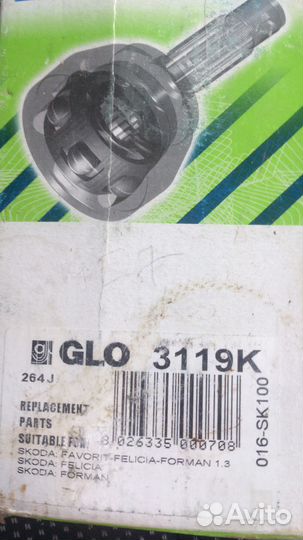 GLO 3119K
264J
REPLACEMENT
PARTS
SUITABLE FOR:
8 026335 000708
SKODA: FAVORIT-FELICIA-FORMAN 1.3
SKODA: FELICIA
SKODA: FORMAN
016-SK100
Avito